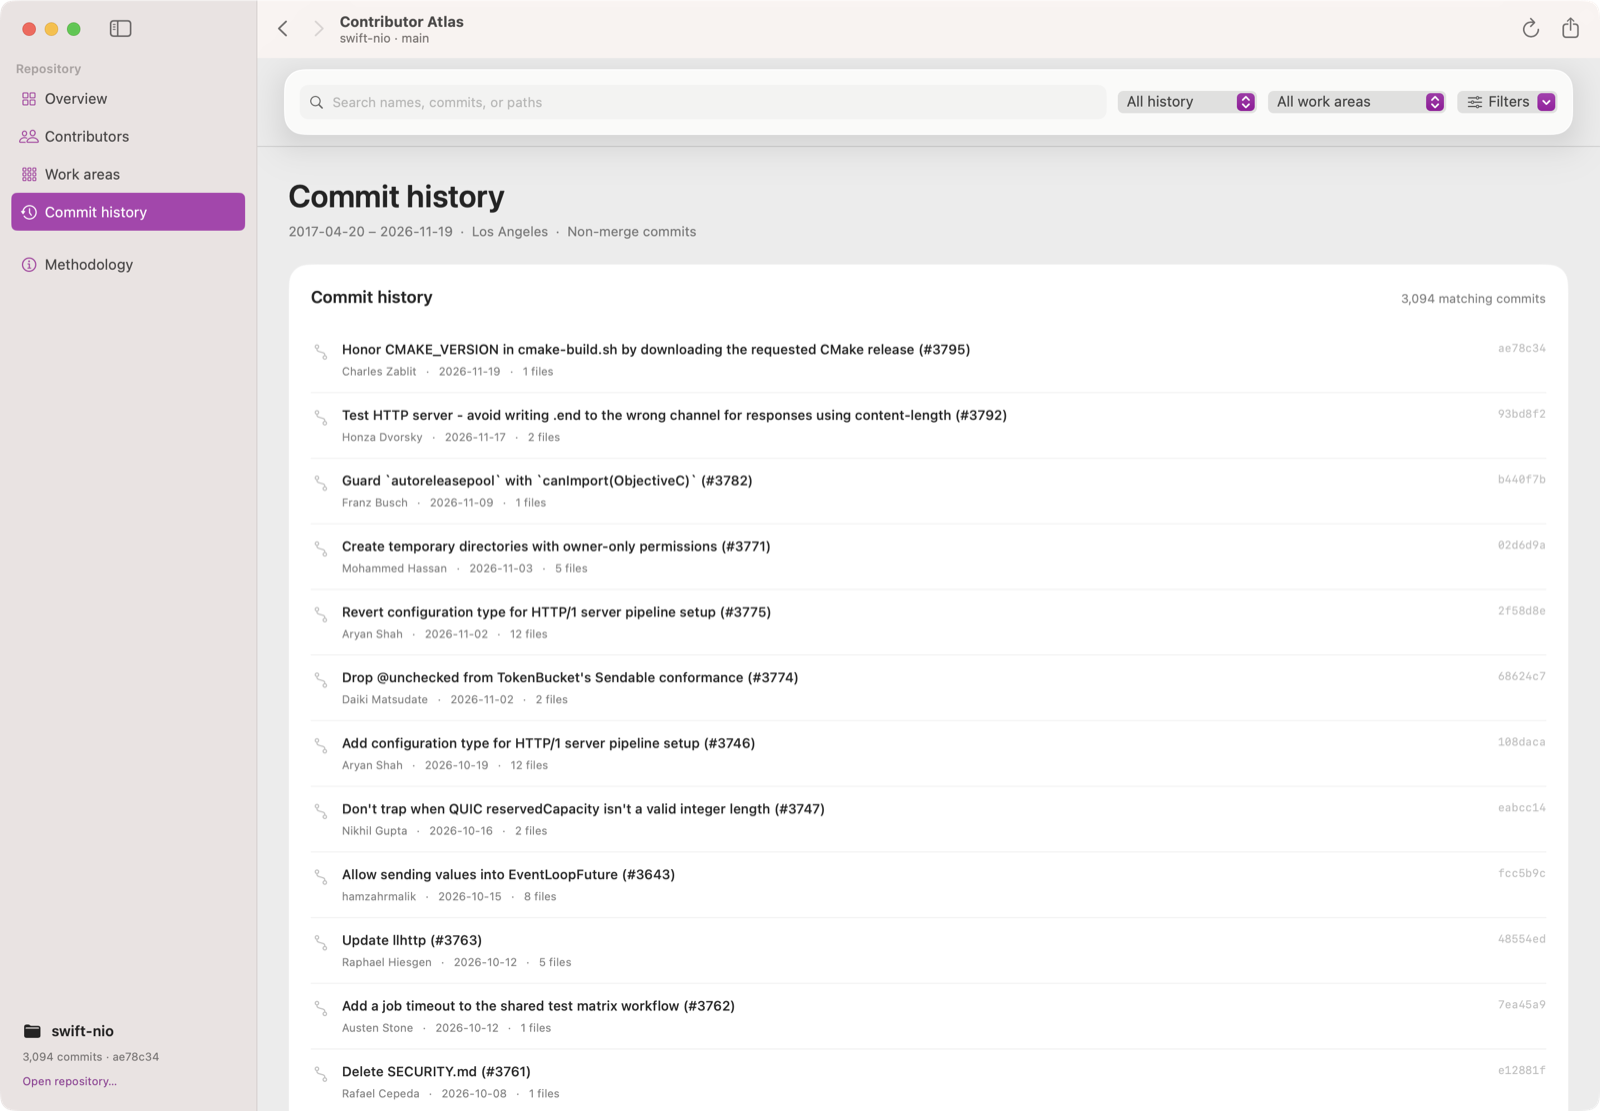 Contributor Atlas
swift-nio · main
Repository
Overview
Contributors
Work areas
Commit history
Methodology
Search names, commits, or paths
All history
All work areas
Filters
Commit history
2017-04-20 – 2026-11-19 · Los Angeles · Non-merge commits
Commit history
3,094 matching commits
Honor CMAKE_VERSION in cmake-build.sh by downloading the requested CMake release (#3795)
ae78c34
Charles Zablit · 2026-11-19 · 1 files
Test HTTP server - avoid writing .end to the wrong channel for responses using content-length (#3792)
93bd8f2
Honza Dvorsky · 2026-11-17 · 2 files
Guard `autoreleasepool` with `canImport(ObjectiveC)` (#3782)
b440f7b
Franz Busch · 2026-11-09 · 1 files
Create temporary directories with owner-only permissions (#3771)
02d6d9a
Mohammed Hassan · 2026-11-03 · 5 files
Revert configuration type for HTTP/1 server pipeline setup (#3775)
2f58d8e
Aryan Shah · 2026-11-02 · 12 files
Drop @unchecked from TokenBucket's Sendable conformance (#3774)
68624c7
Daiki Matsudate · 2026-11-02 · 2 files
Add configuration type for HTTP/1 server pipeline setup (#3746)
108daca
Aryan Shah · 2026-10-19 · 12 files
Don't trap when QUIC reservedCapacity isn't a valid integer length (#3747)
eabcc14
Nikhil Gupta · 2026-10-16 · 2 files
Allow sending values into EventLoopFuture (#3643)
fcc5b9c
hamzahrmalik · 2026-10-15 · 8 files
Update llhttp (#3763)
48554ed
Raphael Hiesgen · 2026-10-12 · 5 files
Add a job timeout to the shared test matrix workflow (#3762)
7ea45a9
Austen Stone · 2026-10-12 · 1 files
Delete SECURITY.md (#3761)
e12881f
Rafael Cepeda · 2026-10-08 · 1 files
swift-nio
3,094 commits · ae78c34
Open repository...